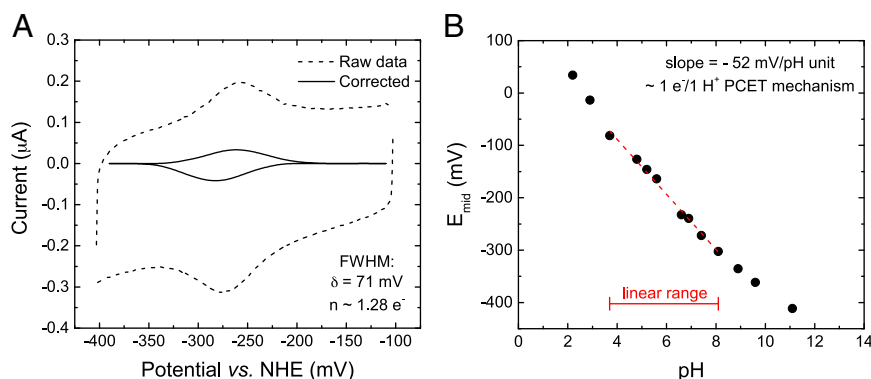 A
Raw data
Corrected
FWHM:
δ = 71 mV
n ~ 1.28 e⁻
0.3
0.2
0.1
0.0
-0.1
-0.2
-0.3
-0.4
Current (μA)
-400 -350 -300 -250 -200 -150 -100
Potential vs. NHE (mV)
B
slope = - 52 mV/pH unit
~ 1 e⁻/1 H⁺ PCET mechanism
linear range
100
0
-100
-200
-300
-400
E_mid (mV)
0 2 4 6 8 10 12 14
pH